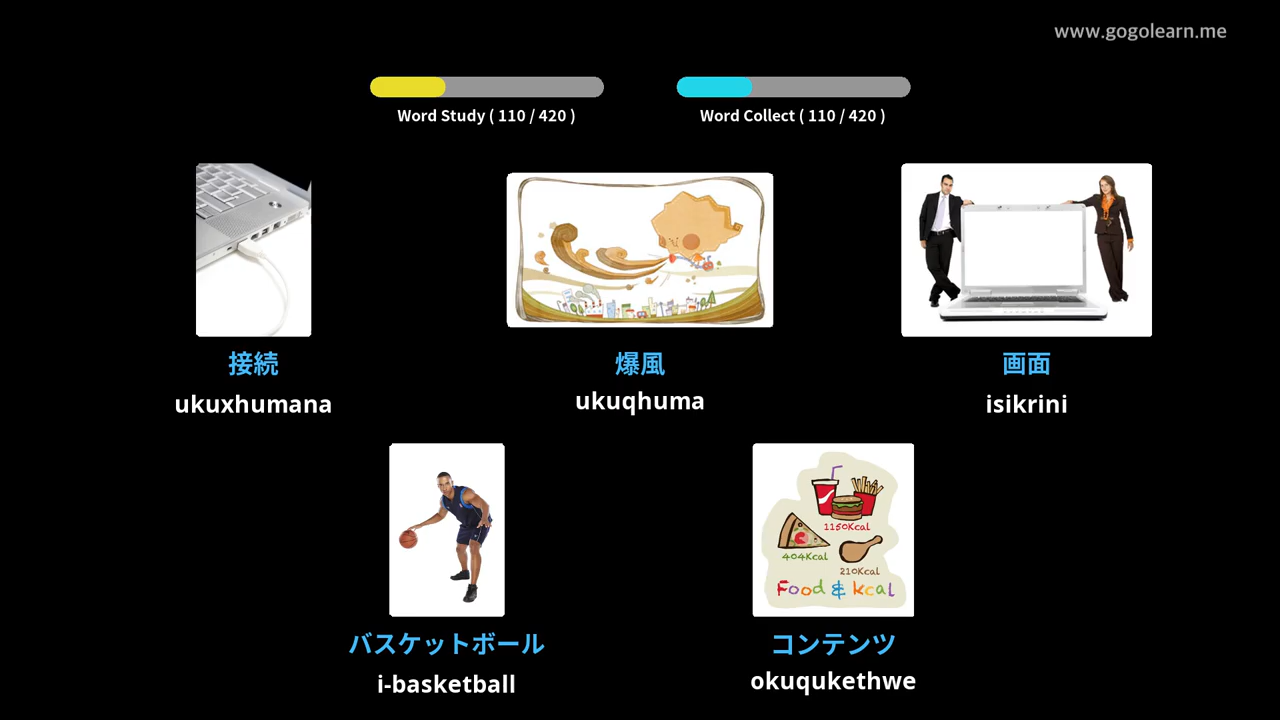 www.gogolearn.me
Word Study ( 110 / 420 )
Word Collect ( 110 / 420 )
接続
ukuxhumana
爆風
ukuqhuma
画面
isikrini
1150Kcal
404Kcal
210Kcal
Food & kcal
バスケットボール
i-basketball
コンテンツ
okuqukethwe